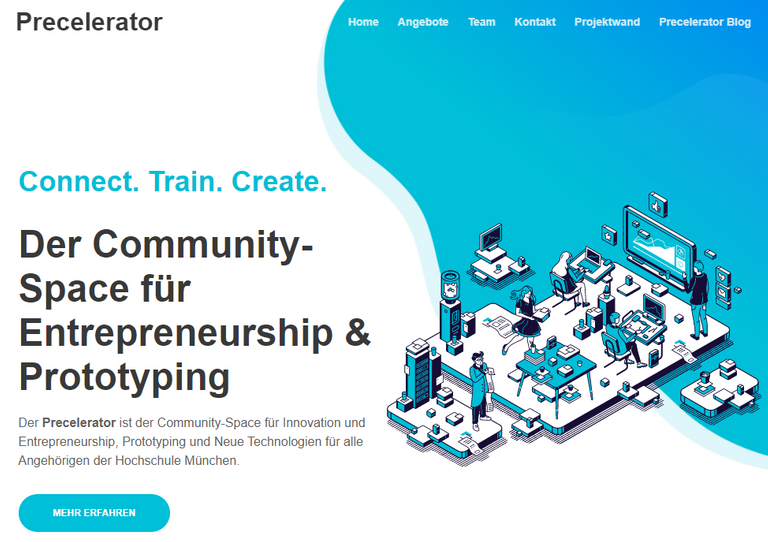 Precelerator
Home Angebote Team Kontakt Projektwand Precelerator Blog
Connect. Train. Create.
Der Community-
Space für
Entrepreneurship &
Prototyping
Der Precelerator ist der Community-Space für Innovation und
Entrepreneurship, Prototyping und Neue Technologien für alle
Angehörigen der Hochschule München.
MEHR ERFAHREN